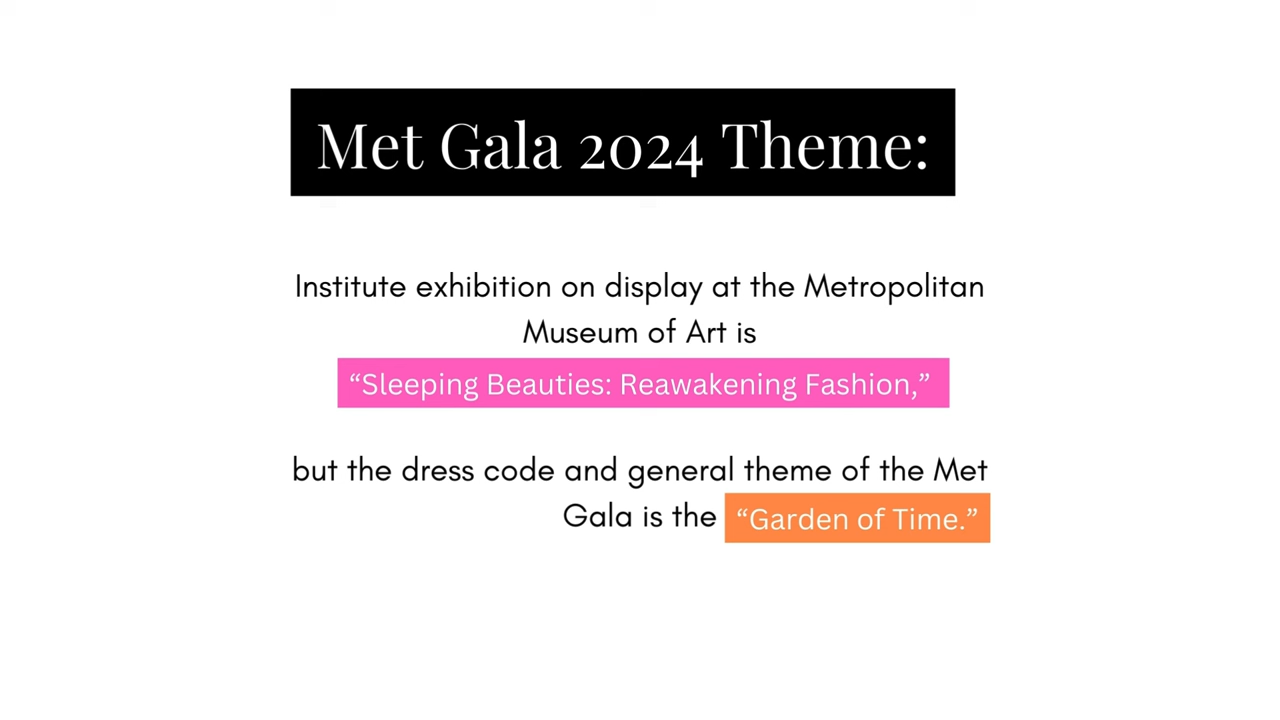 Met Gala 2024 Theme:
Institute exhibition on display at the Metropolitan
Museum of Art is
“Sleeping Beauties: Reawakening Fashion,”
but the dress code and general theme of the Met
Gala is the “Garden of Time.”